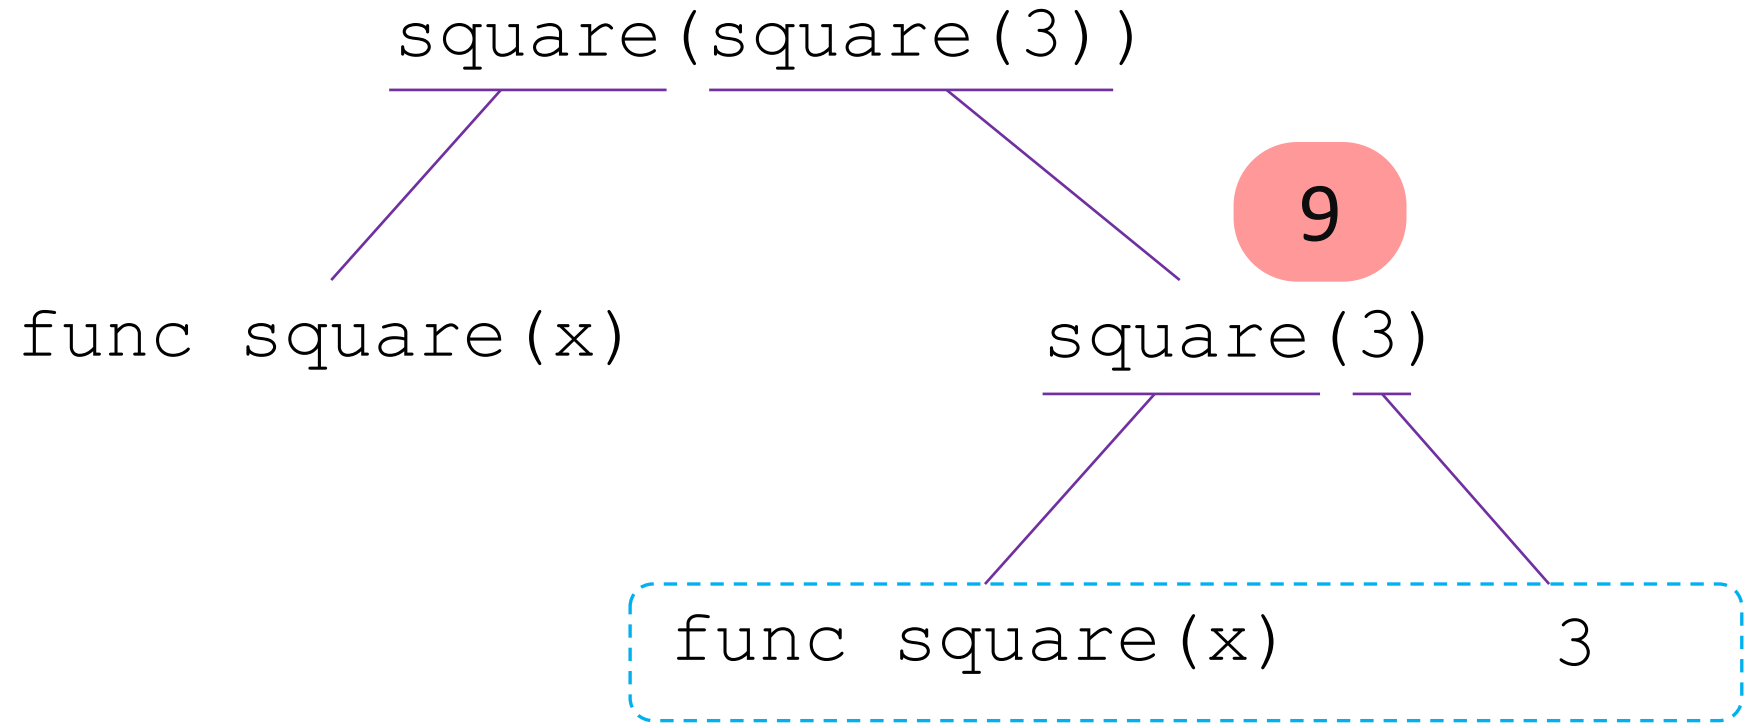 square(square(3))
9
func square(x)
square(3)
func square(x)
3